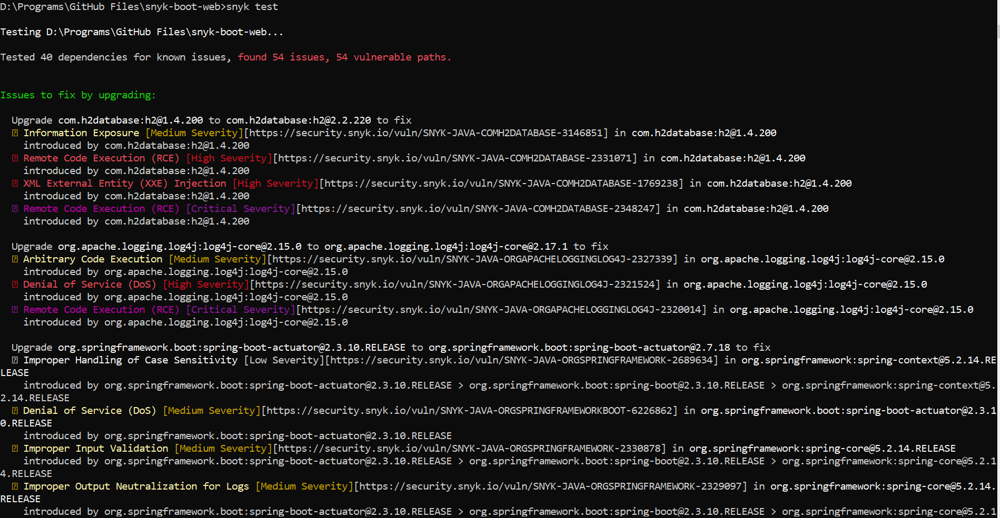 D:\Programs\GitHub Files\snyk-boot-web>snyk test
Testing D:\Programs\GitHub Files\snyk-boot-web...
Tested 40 dependencies for known issues, found 54 issues, 54 vulnerable paths.
Issues to fix by upgrading:
Upgrade com.h2database:h2@1.4.200 to com.h2database:h2@2.2.220 to fix
Information Exposure [Medium Severity][https://security.snyk.io/vuln/SNYK-JAVA-COMH2DATABASE-3146851] in com.h2database:h2@1.4.200
introduced by com.h2database:h2@1.4.200
Remote Code Execution (RCE) [High Severity][https://security.snyk.io/vuln/SNYK-JAVA-COMH2DATABASE-2331071] in com.h2database:h2@1.4.200
introduced by com.h2database:h2@1.4.200
XML External Entity (XXE) Injection [High Severity][https://security.snyk.io/vuln/SNYK-JAVA-COMH2DATABASE-1769238] in com.h2database:h2@1.4.200
introduced by com.h2database:h2@1.4.200
Remote Code Execution (RCE) [Critical Severity][https://security.snyk.io/vuln/SNYK-JAVA-COMH2DATABASE-2348247] in com.h2database:h2@1.4.200
introduced by com.h2database:h2@1.4.200
Upgrade org.apache.logging.log4j:log4j-core@2.15.0 to org.apache.logging.log4j:log4j-core@2.17.1 to fix
Arbitrary Code Execution [Medium Severity][https://security.snyk.io/vuln/SNYK-JAVA-ORGAPACHELOGGINGLOG4J-2327339] in org.apache.logging.log4j:log4j-core@2.15.0
introduced by org.apache.logging.log4j:log4j-core@2.15.0
Denial of Service (DoS) [High Severity][https://security.snyk.io/vuln/SNYK-JAVA-ORGAPACHELOGGINGLOG4J-2321524] in org.apache.logging.log4j:log4j-core@2.15.0
introduced by org.apache.logging.log4j:log4j-core@2.15.0
Remote Code Execution (RCE) [Critical Severity][https://security.snyk.io/vuln/SNYK-JAVA-ORGAPACHELOGGINGLOG4J-2320014] in org.apache.logging.log4j:log4j-core@2.15.0
introduced by org.apache.logging.log4j:log4j-core@2.15.0
Upgrade org.springframework.boot:spring-boot-actuator@2.3.10.RELEASE to org.springframework.boot:spring-boot-actuator@2.7.18 to fix
Improper Handling of Case Sensitivity [Low Severity][https://security.snyk.io/vuln/SNYK-JAVA-ORGSPRINGFRAMEWORK-2689634] in org.springframework:spring-context@5.2.14.RE
LEASE
introduced by org.springframework.boot:spring-boot-actuator@2.3.10.RELEASE > org.springframework.boot:spring-boot@2.3.10.RELEASE > org.springframework:spring-context@5.
2.14.RELEASE
Denial of Service (DoS) [Medium Severity][https://security.snyk.io/vuln/SNYK-JAVA-ORGSPRINGFRAMEWORKBOOT-6226862] in org.springframework.boot:spring-boot-actuator@2.3.1
0.RELEASE
introduced by org.springframework.boot:spring-boot-actuator@2.3.10.RELEASE
Improper Input Validation [Medium Severity][https://security.snyk.io/vuln/SNYK-JAVA-ORGSPRINGFRAMEWORK-2330878] in org.springframework:spring-core@5.2.14.RELEASE
introduced by org.springframework.boot:spring-boot-actuator@2.3.10.RELEASE > org.springframework.boot:spring-boot@2.3.10.RELEASE > org.springframework:spring-core@5.2.1
4.RELEASE
Improper Output Neutralization for Logs [Medium Severity][https://security.snyk.io/vuln/SNYK-JAVA-ORGSPRINGFRAMEWORK-2329097] in org.springframework:spring-core@5.2.14.
RELEASE
introduced by org.springframework.boot:spring-boot-actuator@2.3.10.RELEASE > org.springframework.boot:spring-boot@2.3.10.RELEASE > org.springframework:spring-core@5.2.1